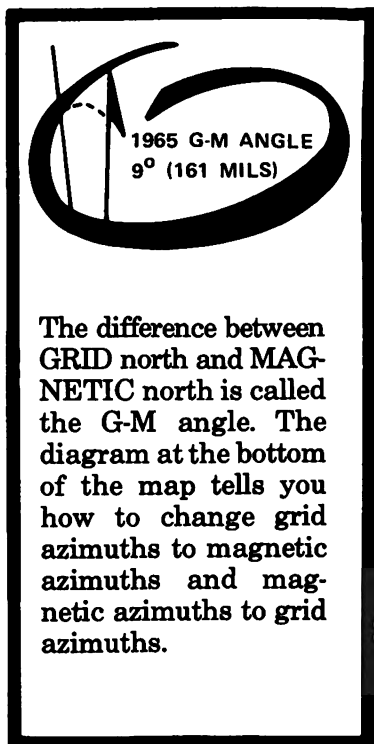 1965 G-M ANGLE
9° (161 MILS)
The difference between
GRID north and MAG-
NETIC north is called
the G-M angle. The
diagram at the bottom
of the map tells you
how to change grid
azimuths to magnetic
azimuths and mag-
netic azimuths to grid
azimuths.